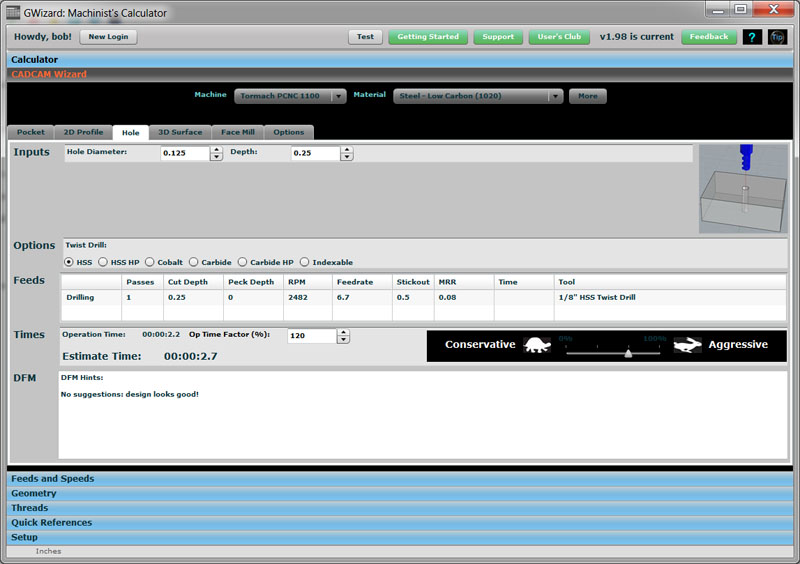 GWizard: Machinist's Calculator
Howdy, bob! New Login Test Getting Started Support User's Club v1.98 is current Feedback ? Tip
Calculator
CADCAM Wizard
Machine Tormach PCNC 1100 Material Steel - Low Carbon (1020) More
Pocket 2D Profile Hole 3D Surface Face Mill Options
Inputs Hole Diameter: 0.125 Depth: 0.25
Options Twist Drill:
HSS HSS HP Cobalt Carbide Carbide HP Indexable
Feeds Passes Cut Depth Peck Depth RPM Feedrate Stickout MRR Time Tool
Drilling 1 0.25 0 2482 6.7 0.5 0.08 1/8" HSS Twist Drill
Times Operation Time: 00:00:2.2 Op Time Factor (%): 120
Conservative 0% 100% Aggressive
Estimate Time: 00:00:2.7
DFM DFM Hints:
No suggestions: design looks good!
Feeds and Speeds
Geometry
Threads
Quick References
Setup
Inches